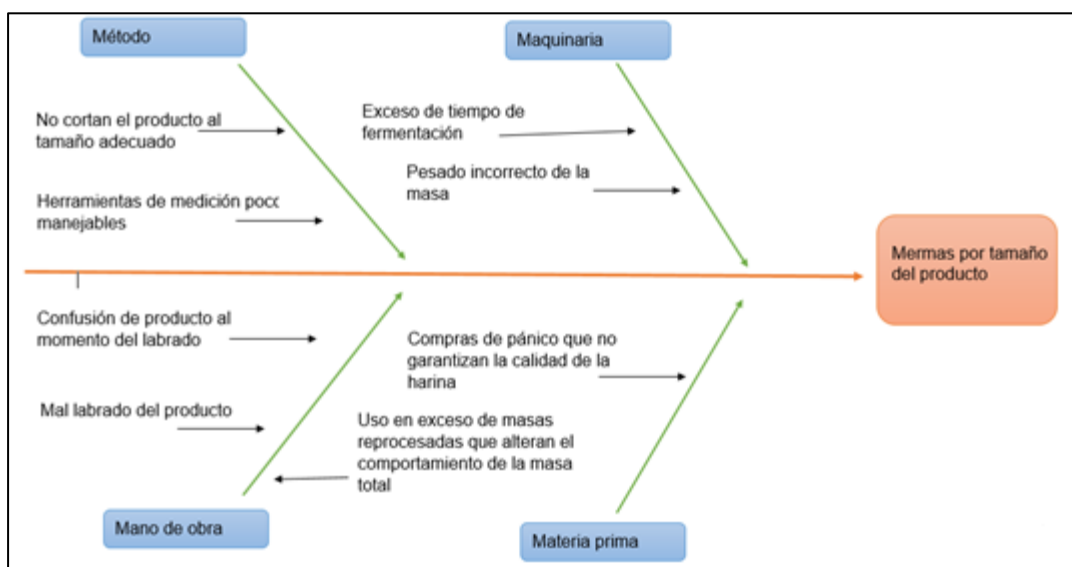 Método
Maquinaria
No cortan el producto al
tamaño adecuado
Exceso de tiempo de
fermentación
Pesado incorrecto de la
masa
Herramientas de medición poco
manejables
Mermas por tamaño
del producto
Confusión de producto al
momento del labrado
Compras de pánico que no
garantizan la calidad de la
harina
Mal labrado del producto
Uso en exceso de masas
reprocesadas que alteran el
comportamiento de la masa
total
Mano de obra
Materia prima